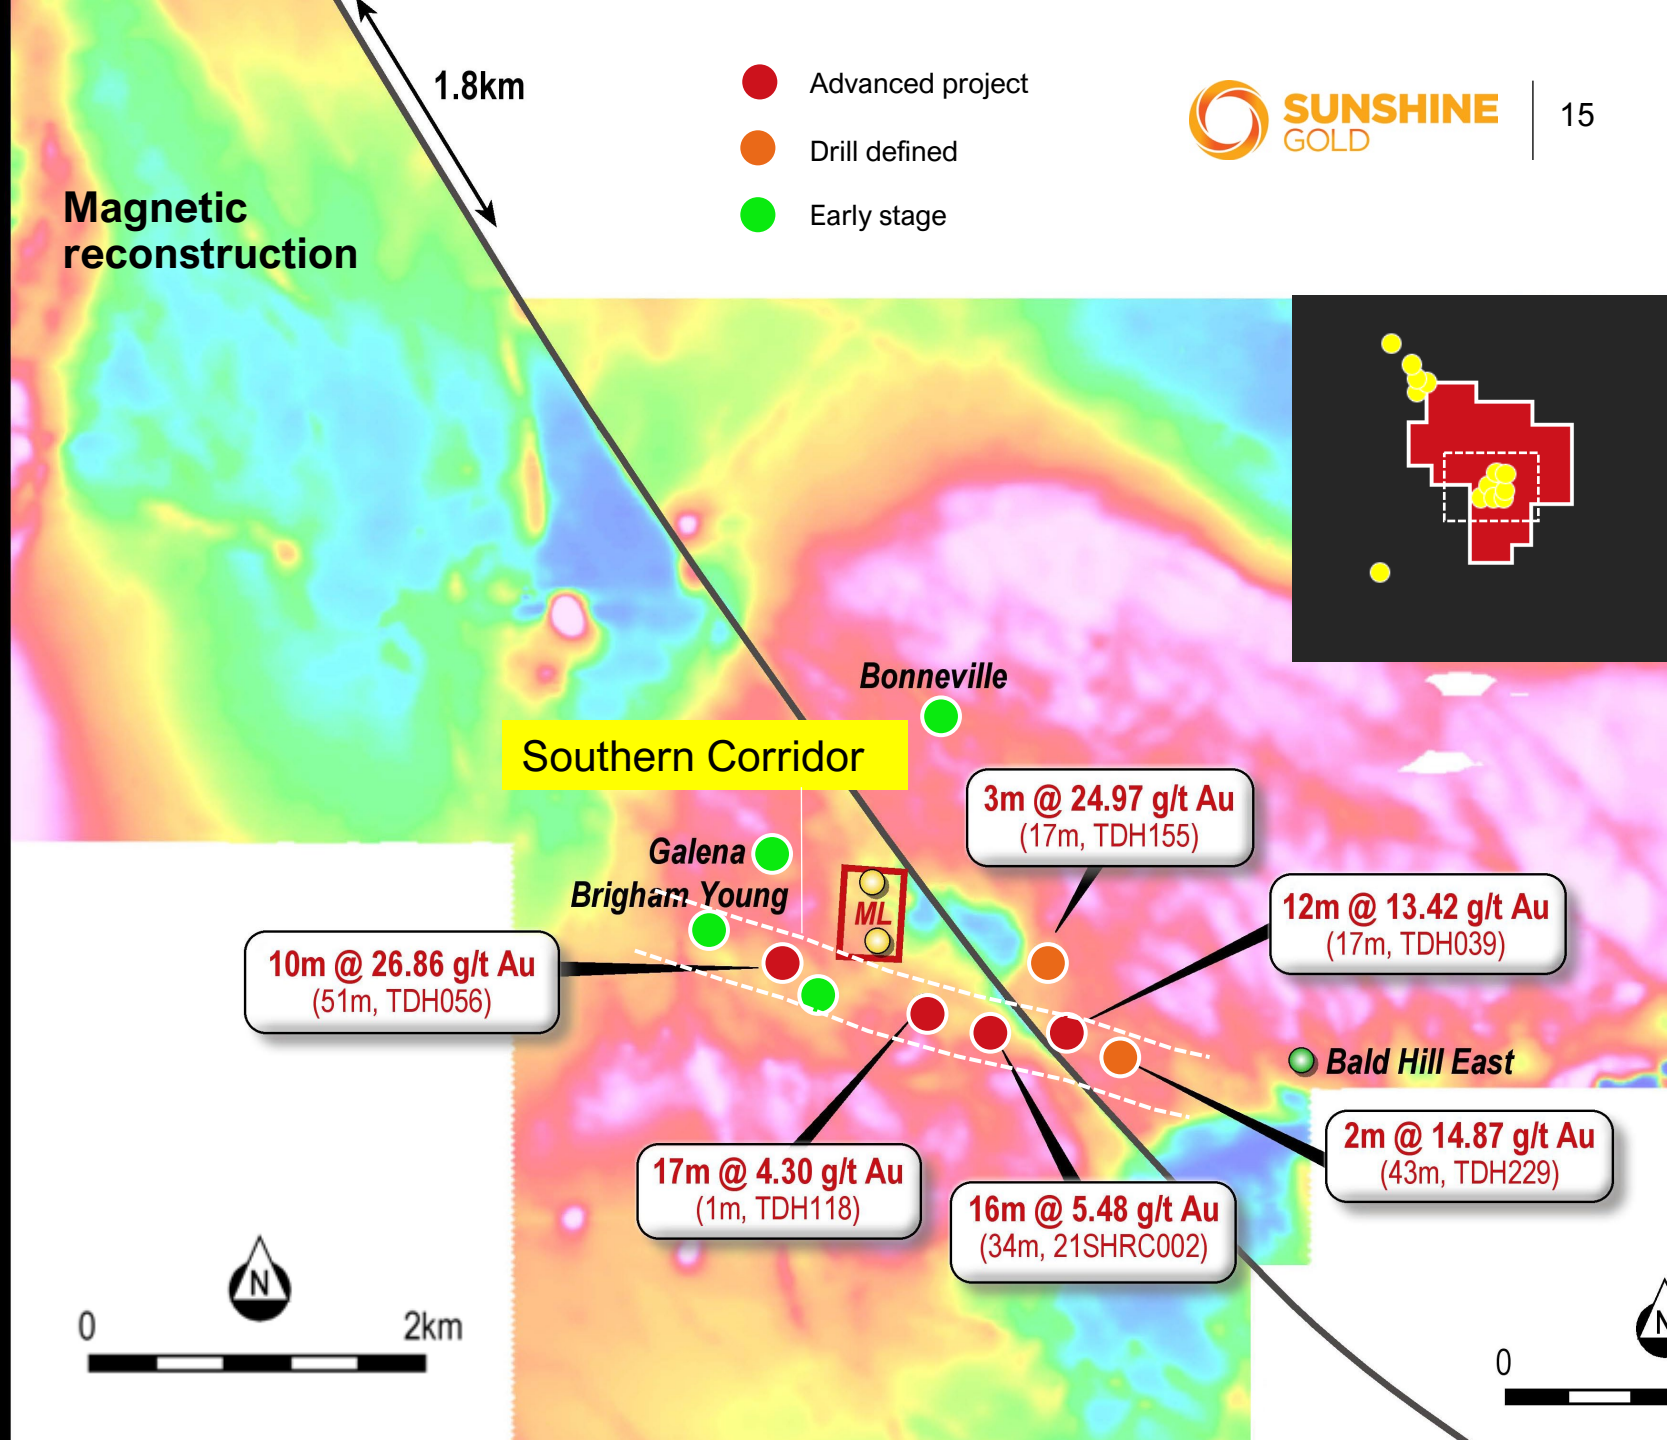 1.8km
Advanced project
Drill defined
Early stage
SUNSHINE
GOLD
15
Magnetic
reconstruction
Bonneville
Southern Corridor
3m @ 24.97 g/t Au
(17m, TDH155)
Galena
Brigham Young
ML
12m @ 13.42 g/t Au
(17m, TDH039)
10m @ 26.86 g/t Au
(51m, TDH056)
Bald Hill East
17m @ 4.30 g/t Au
(1m, TDH118)
16m @ 5.48 g/t Au
(34m, 21SHRC002)
2m @ 14.87 g/t Au
(43m, TDH229)
N
0
2km
N
0